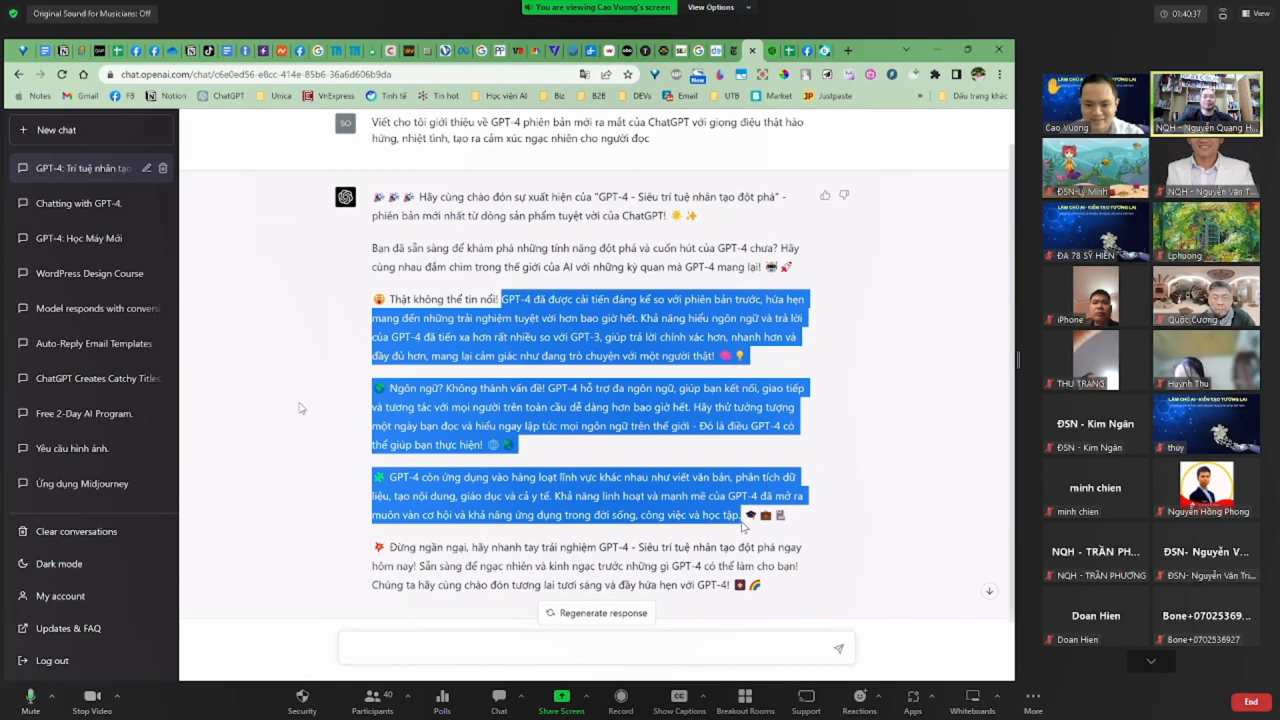 Original Sound for Musicians: Off
You are viewing Cao Vuong's screen
View Options
01:40:37
View
chat.openai.com/chat/c6e0ed56-e8cc-414e-85b6-36a6d606b9da
New
Notes
Gmail
FB
Notion
ChatGPT
Unica
VnExpress
Tinh tế
Tin hot
Học viện AI
Biz
B2B
DEVs
Email
UTB
Market
JP Justpaste
»
Dấu trang khác
+ New chat
GPT-4: Trí tuệ nhân tạo
Chatting with GPT-4.
GPT-4: Học Máy Mới
WordPress Design Course
Model responds with convers
Auto-Reply Email Templates
ChatGPT Creates Catchy Titles
Free 2-Day AI Program.
Yêu cầu hình ảnh.
Ứng dụng Midjourney
Clear conversations
Dark mode
My account
Updates & FAQ
Log out
SO
Viết cho tôi giới thiệu về GPT-4 phiên bản mới ra mắt của ChatGPT với giọng điệu thật hào
hứng, nhiệt tình, tạo ra cảm xúc ngạc nhiên cho người đọc
🎉 🎉 🎉 Hãy cùng chào đón sự xuất hiện của "GPT-4 - Siêu trí tuệ nhân tạo đột phá" -
phiên bản mới nhất từ dòng sản phẩm tuyệt vời của ChatGPT! 🌟 ✨
Bạn đã sẵn sàng để khám phá những tính năng đột phá và cuốn hút của GPT-4 chưa? Hãy
cùng nhau đắm chìm trong thế giới của AI với những kỳ quan mà GPT-4 mang lại! 🤖 🚀
😱 Thật không thể tin nổi! GPT-4 đã được cải tiến đáng kể so với phiên bản trước, hứa hẹn
mang đến những trải nghiệm tuyệt vời hơn bao giờ hết. Khả năng hiểu ngôn ngữ và trả lời
của GPT-4 đã tiến xa hơn rất nhiều so với GPT-3, giúp trả lời chính xác hơn, nhanh hơn và
đầy đủ hơn, mang lại cảm giác như đang trò chuyện với một người thật! 🧠 💡
Ngôn ngữ? Không thành vấn đề! GPT-4 hỗ trợ đa ngôn ngữ, giúp bạn kết nối, giao tiếp
và tương tác với mọi người trên toàn cầu dễ dàng hơn bao giờ hết. Hãy thử tưởng tượng
một ngày bạn đọc và hiểu ngay lập tức mọi ngôn ngữ trên thế giới - Đó là điều GPT-4 có
thể giúp bạn thực hiện! 🌐
🧩 GPT-4 còn ứng dụng vào hàng loạt lĩnh vực khác nhau như viết văn bản, phân tích dữ
liệu, tạo nội dung, giáo dục và cả y tế. Khả năng linh hoạt và mạnh mẽ của GPT-4 đã mở ra
muôn vàn cơ hội và khả năng ứng dụng trong đời sống, công việc và học tập. 🎓 💼
💥 Đừng ngần ngại, hãy nhanh tay trải nghiệm GPT-4 - Siêu trí tuệ nhân tạo đột phá ngay
hôm nay! Sẵn sàng để ngạc nhiên và kinh ngạc trước những gì GPT-4 có thể làm cho bạn!
Chúng ta hãy cùng chào đón tương lai tươi sáng và đầy hứa hẹn với GPT-4! 🎇 🌈
Regenerate response
Cao Vuong
NQH - Nguyễn Quang H...
ĐSN-Lý Minh
NQH - Nguyễn Văn T...
LÀM CHỦ AI - KIẾN TẠO TƯƠNG LAI
ĐA 78 SỸ HIỀN
Lphuong
iPhone
Quốc Cường
THU TRANG
Huỳnh Thu
ĐSN - Kim Ngân
ĐSN - Kim Ngân
LÀM CHỦ AI - KIẾN TẠO TƯƠNG LAI
thúy
minh chien
minh chien
Nguyễn Hồng Phong
NQH - TRẦN PH...
NQH - TRẦN PHƯƠNG
ĐSN- Nguyễn V...
ĐSN- Nguyễn Văn Tri...
Doan Hien
Doan Hien
Bone+07025369...
Bone+0702536927
Mute
Stop Video
Security
Participants
40
Polls
Chat
Share Screen
Record
CC
Show Captions
Breakout Rooms
Support
Reactions
Apps
Whiteboards
More
End